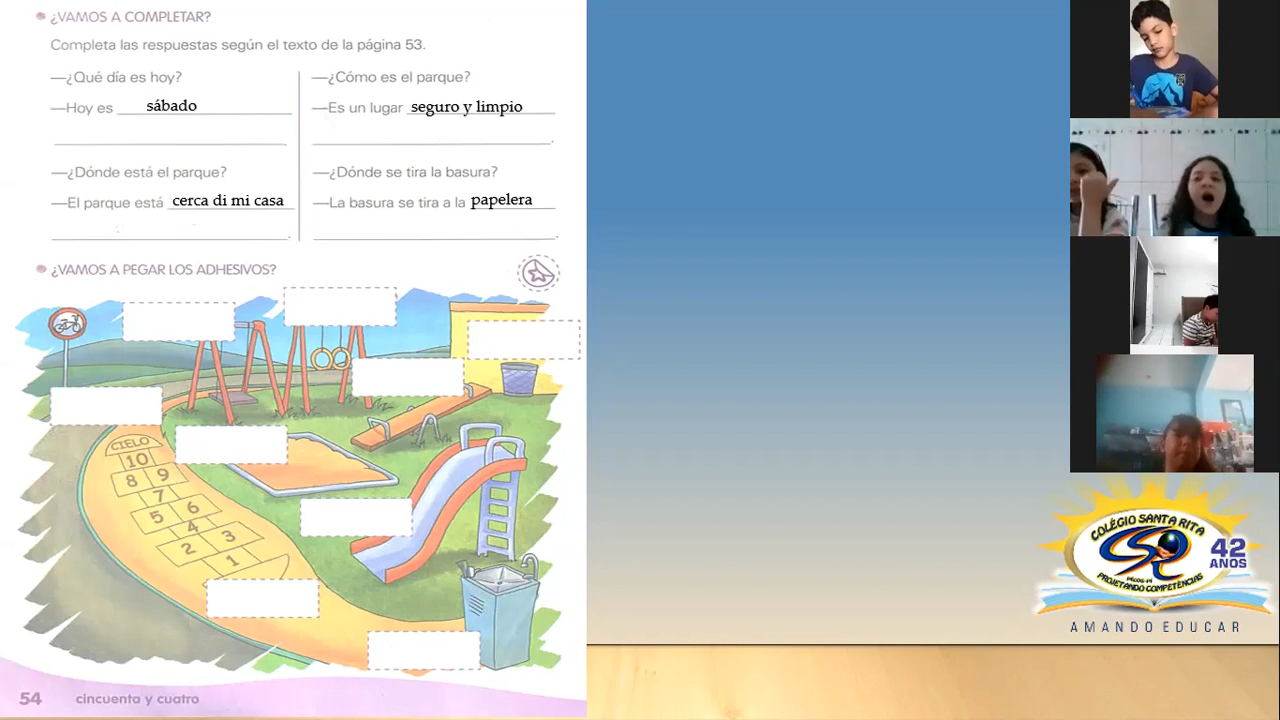 ¿VAMOS A COMPLETAR?
Completa las respuestas según el texto de la página 53.
—¿Qué día es hoy?
—Hoy es sábado
.
—¿Dónde está el parque?
—El parque está cerca di mi casa
.
—¿Cómo es el parque?
—Es un lugar seguro y limpio
.
—¿Dónde se tira la basura?
—La basura se tira a la papelera
.
¿VAMOS A PEGAR LOS ADHESIVOS?
CIELO
10
8 9
7
5 6
4
2 3
1
54 cincuenta y cuatro
COLÉGIO SANTA RITA
SR
42
ANOS
PICOS-PI
PROJETANDO COMPETÊNCIAS
AMANDO EDUCAR